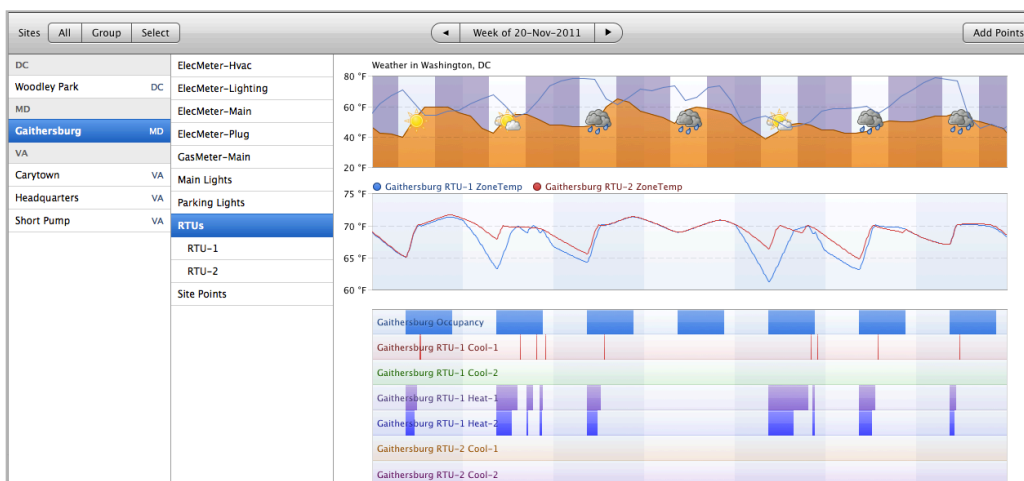 Sites All Group Select ◄ Week of 20-Nov-2011 ► Add Points
DC
Woodley Park DC
MD
Gaithersburg MD
VA
Carytown VA
Headquarters VA
Short Pump VA
ElecMeter-Hvac
ElecMeter-Lighting
ElecMeter-Main
ElecMeter-Plug
GasMeter-Main
Main Lights
Parking Lights
RTUs
RTU-1
RTU-2
Site Points
Weather in Washington, DC
80 °F
60 °F
40 °F
20 °F
Gaithersburg RTU-1 ZoneTemp Gaithersburg RTU-2 ZoneTemp
75 °F
70 °F
65 °F
60 °F
Gaithersburg Occupancy
Gaithersburg RTU-1 Cool-1
Gaithersburg RTU-1 Cool-2
Gaithersburg RTU-1 Heat-1
Gaithersburg RTU-1 Heat-2
Gaithersburg RTU-2 Cool-1
Gaithersburg RTU-2 Cool-2